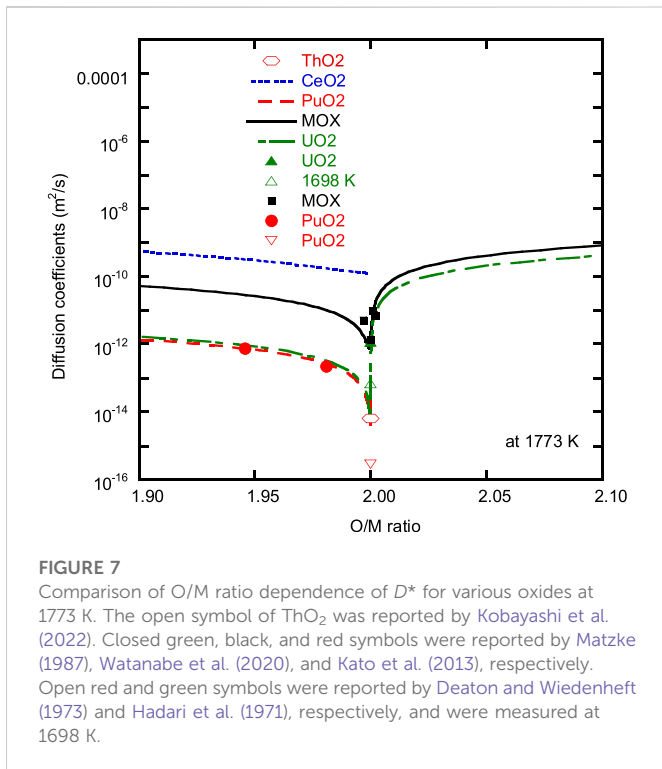 ThO2
CeO2
PuO2
MOX
UO2
UO2
1698 K
MOX
PuO2
PuO2
Diffusion coefficients (m²/s)
0.0001
10⁻⁶
10⁻⁸
10⁻¹⁰
10⁻¹²
10⁻¹⁴
10⁻¹⁶
at 1773 K
1.90 1.95 2.00 2.05 2.10
O/M ratio
FIGURE 7
Comparison of O/M ratio dependence of D* for various oxides at
1773 K. The open symbol of ThO₂ was reported by Kobayashi et al.
(2022). Closed green, black, and red symbols were reported by Matzke
(1987), Watanabe et al. (2020), and Kato et al. (2013), respectively.
Open red and green symbols were reported by Deaton and Wiedenheft
(1973) and Hadari et al. (1971), respectively, and were measured at
1698 K.